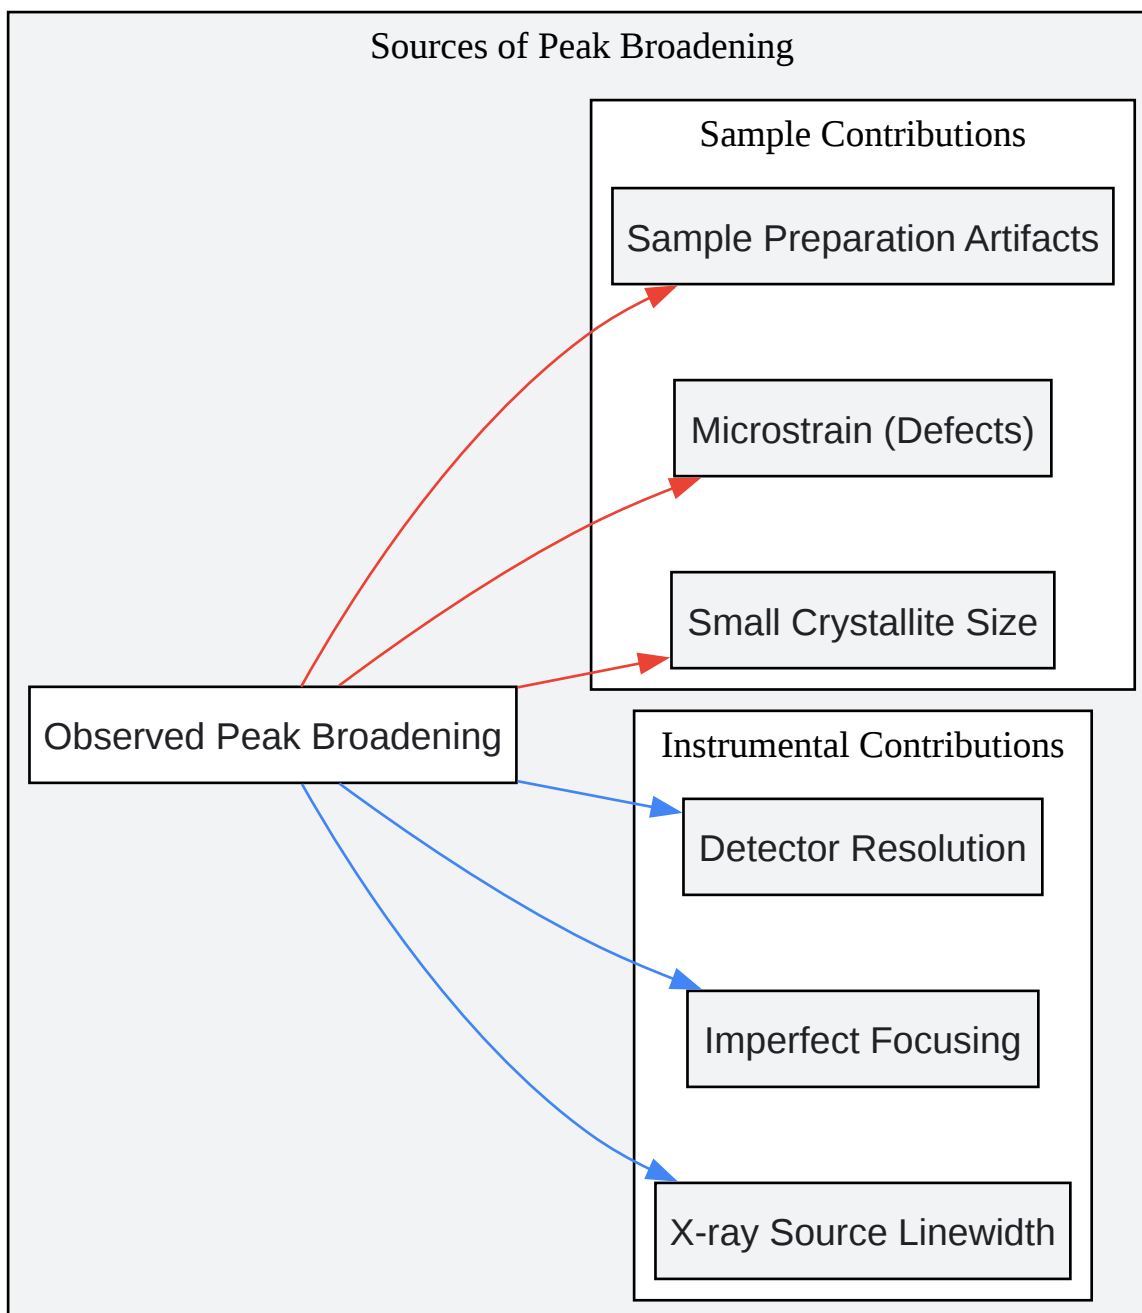 Sources of Peak Broadening
Sample Contributions
Sample Preparation Artifacts
Microstrain (Defects)
Small Crystallite Size
Observed Peak Broadening
Instrumental Contributions
Detector Resolution
Imperfect Focusing
X-ray Source Linewidth